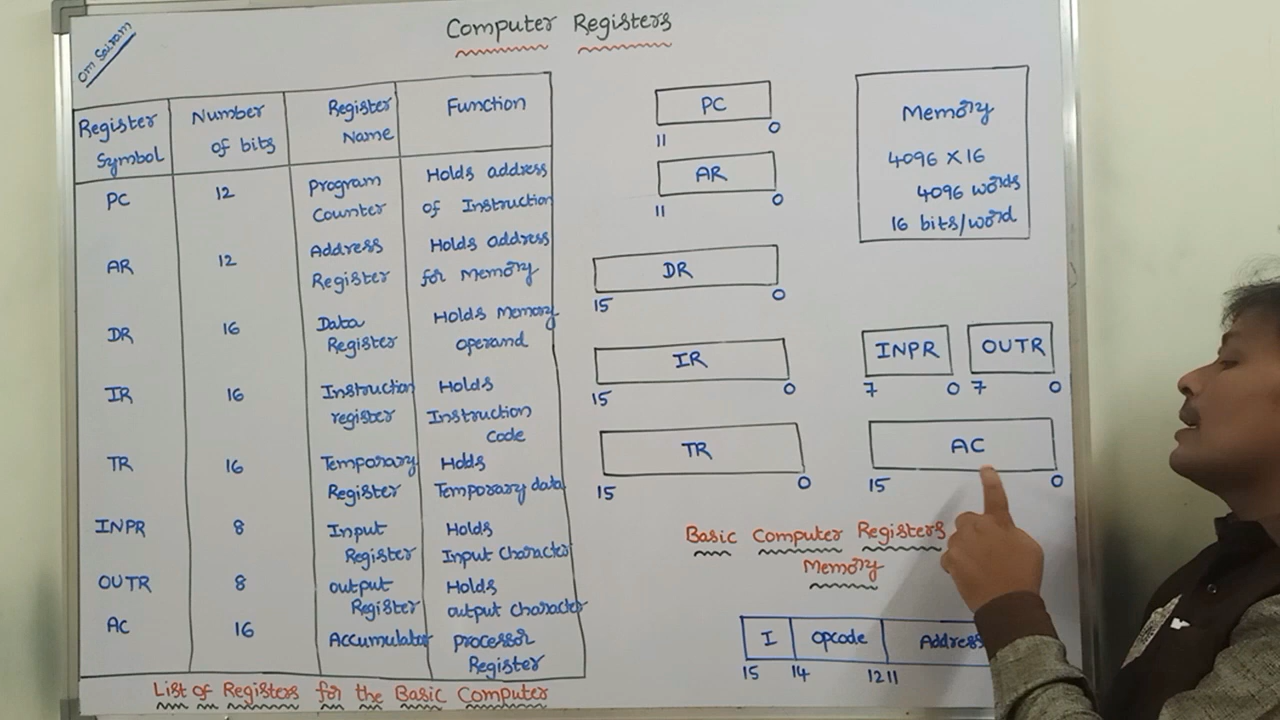 Om Sairam
Computer Registers
Register Symbol
Number of bits
Register Name
Function
PC 12 Program Counter Holds address of Instruction
AR 12 Address Register Holds address for Memory
DR 16 Data Register Holds Memory operand
IR 16 Instruction register Holds Instruction Code
TR 16 Temporary Register Holds Temporary data
INPR 8 Input Register Holds Input Character
OUTR 8 output Register Holds output character
AC 16 Accumulator processor Register
List of Registers for the Basic Computer
PC
11 0
AR
11 0
DR
15 0
IR
15 0
TR
15 0
Memory
4096 X 16
4096 words
16 bits/word
INPR OUTR
7 0 7 0
AC
15 0
Basic Computer Registers
Memory
I opcode Address
15 14 12 11